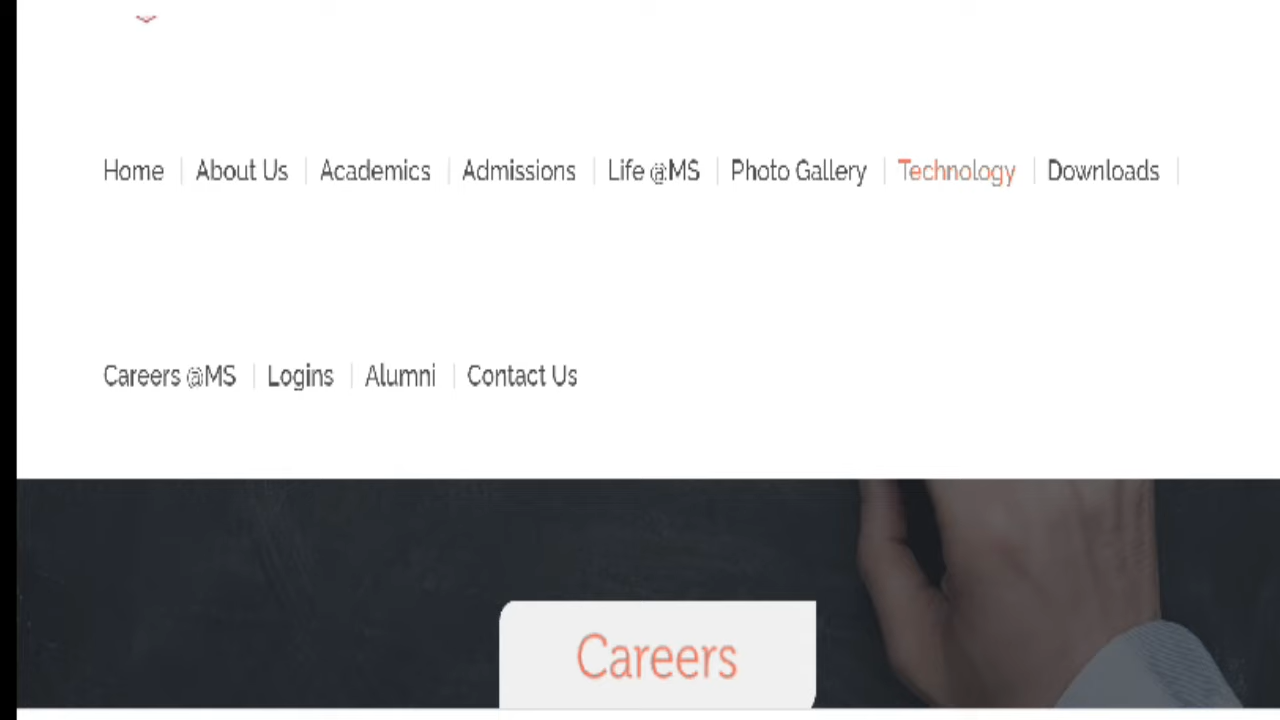 Home About Us Academics Admissions Life @MS Photo Gallery Technology Downloads
Careers @MS Logins Alumni Contact Us
Careers